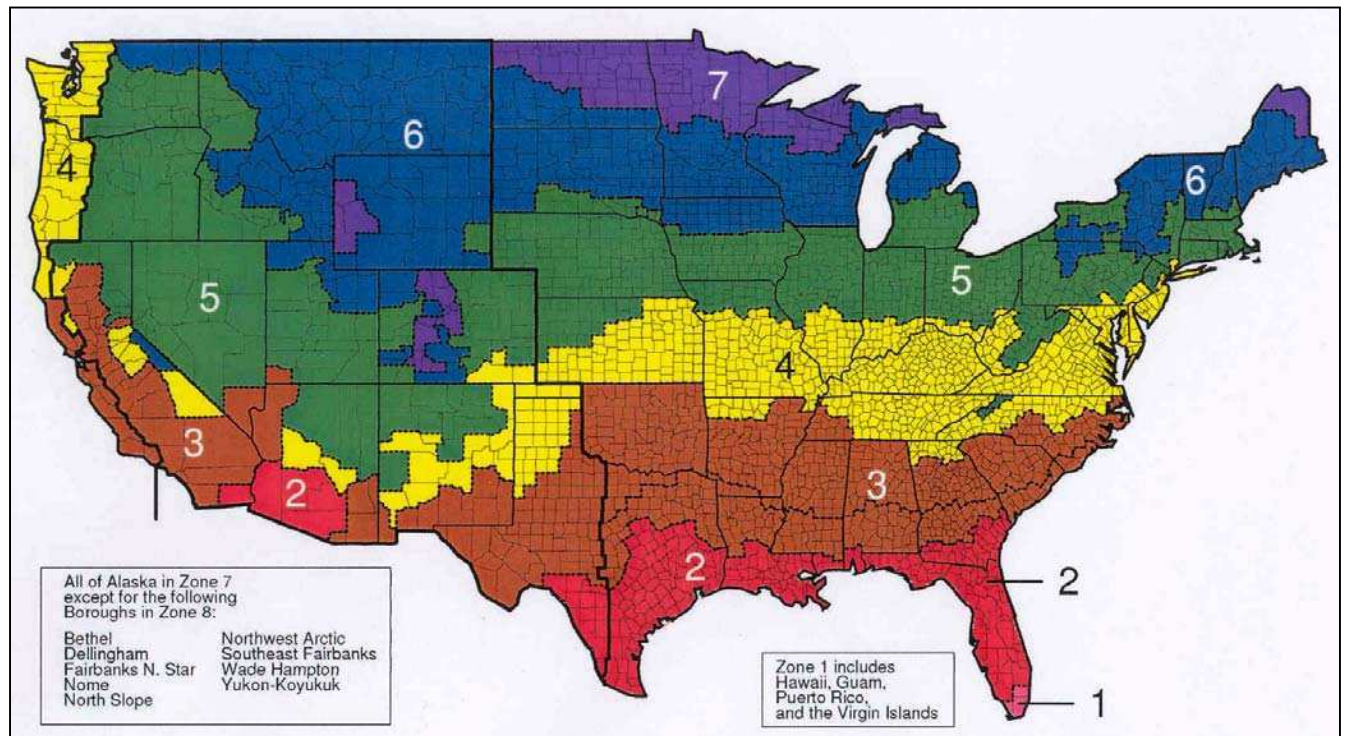 7
6
4
6
5
5
4
3
3
2
2
2
1
All of Alaska in Zone 7
except for the following
Boroughs in Zone 8:
Bethel Northwest Arctic
Dellingham Southeast Fairbanks
Fairbanks N. Star Wade Hampton
Nome Yukon-Koyukuk
North Slope
Zone 1 includes
Hawaii, Guam,
Puerto Rico,
and the Virgin Islands